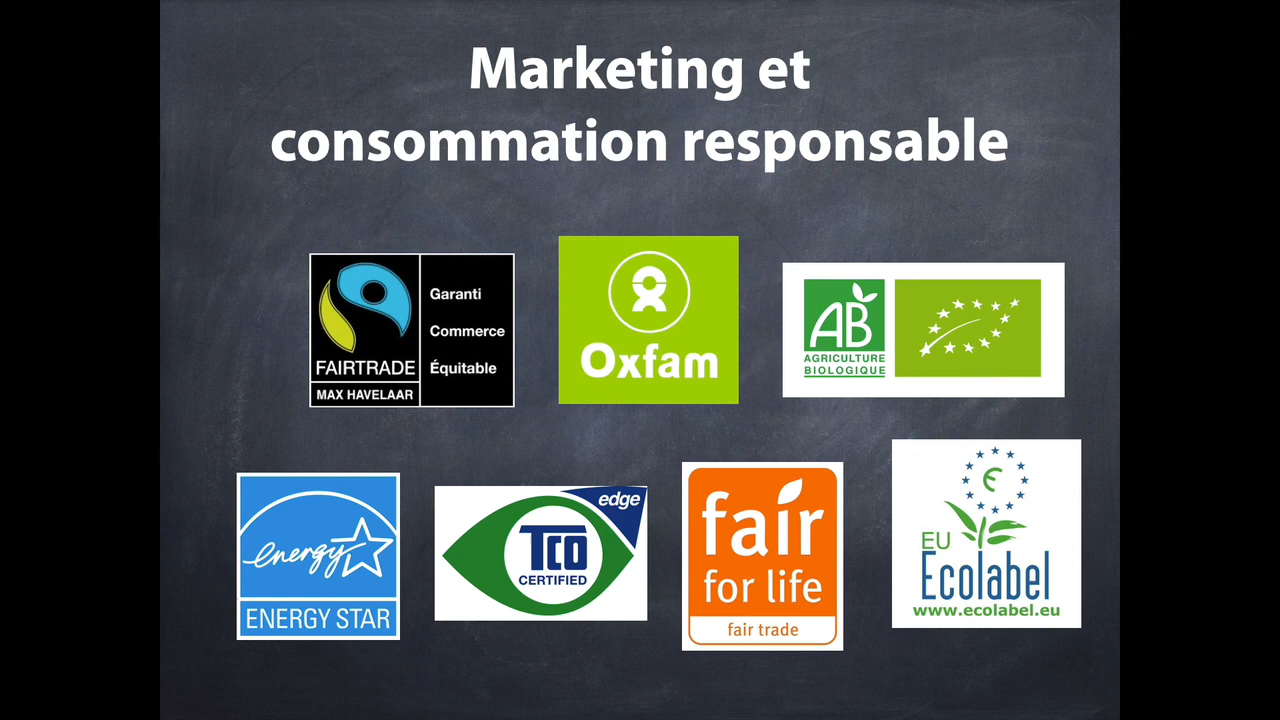 Marketing et
consommation responsable
Garanti
Commerce
Équitable
FAIRTRADE
MAX HAVELAAR
Oxfam
AB
AGRICULTURE
BIOLOGIQUE
energy
ENERGY STAR
edge
TCO
CERTIFIED
fair
for life
fair trade
EU
Ecolabel
www.ecolabel.eu